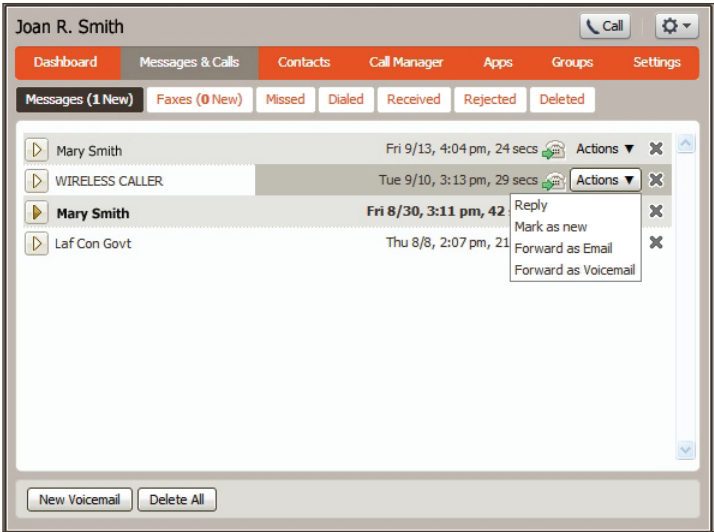 Joan R. Smith Call
Dashboard Messages & Calls Contacts Call Manager Apps Groups Settings
Messages (1 New) Faxes (0 New) Missed Dialed Received Rejected Deleted
Mary Smith Fri 9/13, 4:04 pm, 24 secs Actions ▼
WIRELESS CALLER Tue 9/10, 3:13 pm, 29 secs Actions ▼
Mary Smith Fri 8/30, 3:11 pm, 42
Laf Con Govt Thu 8/8, 2:07 pm, 21
Reply
Mark as new
Forward as Email
Forward as Voicemail
New Voicemail Delete All